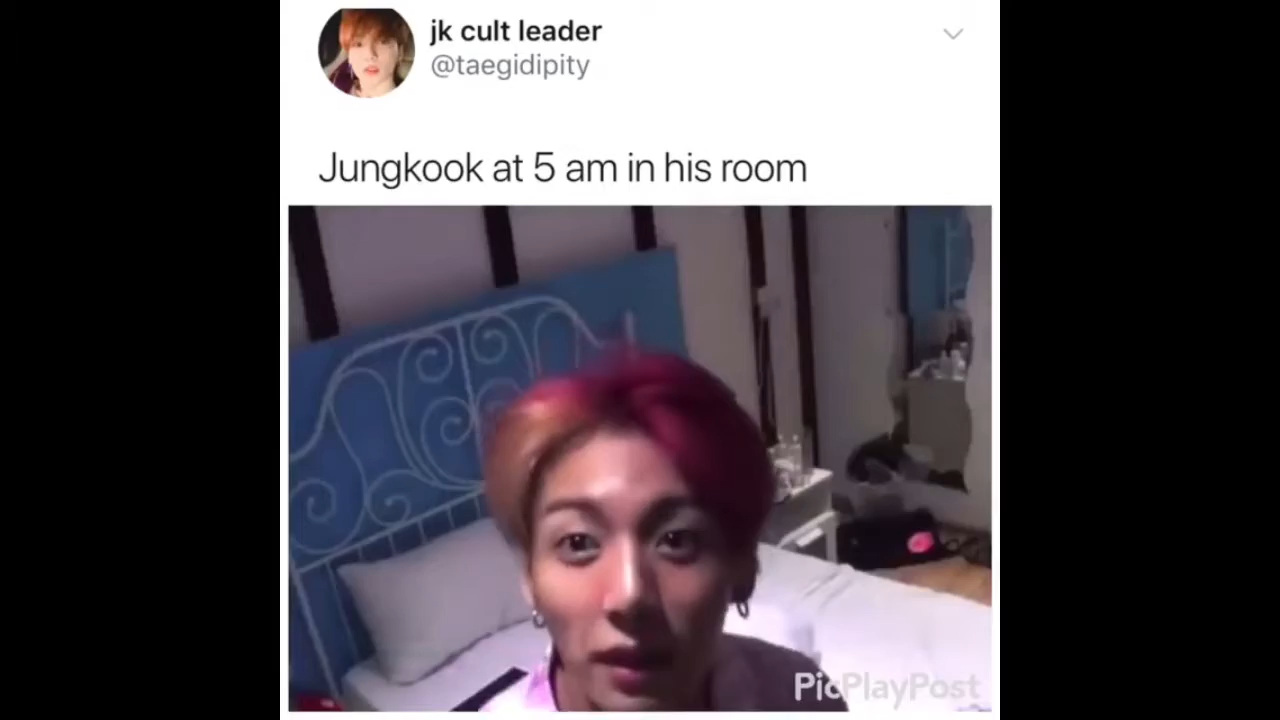 jk cult leader
@taegidipity
Jungkook at 5 am in his room
PicPlayPost